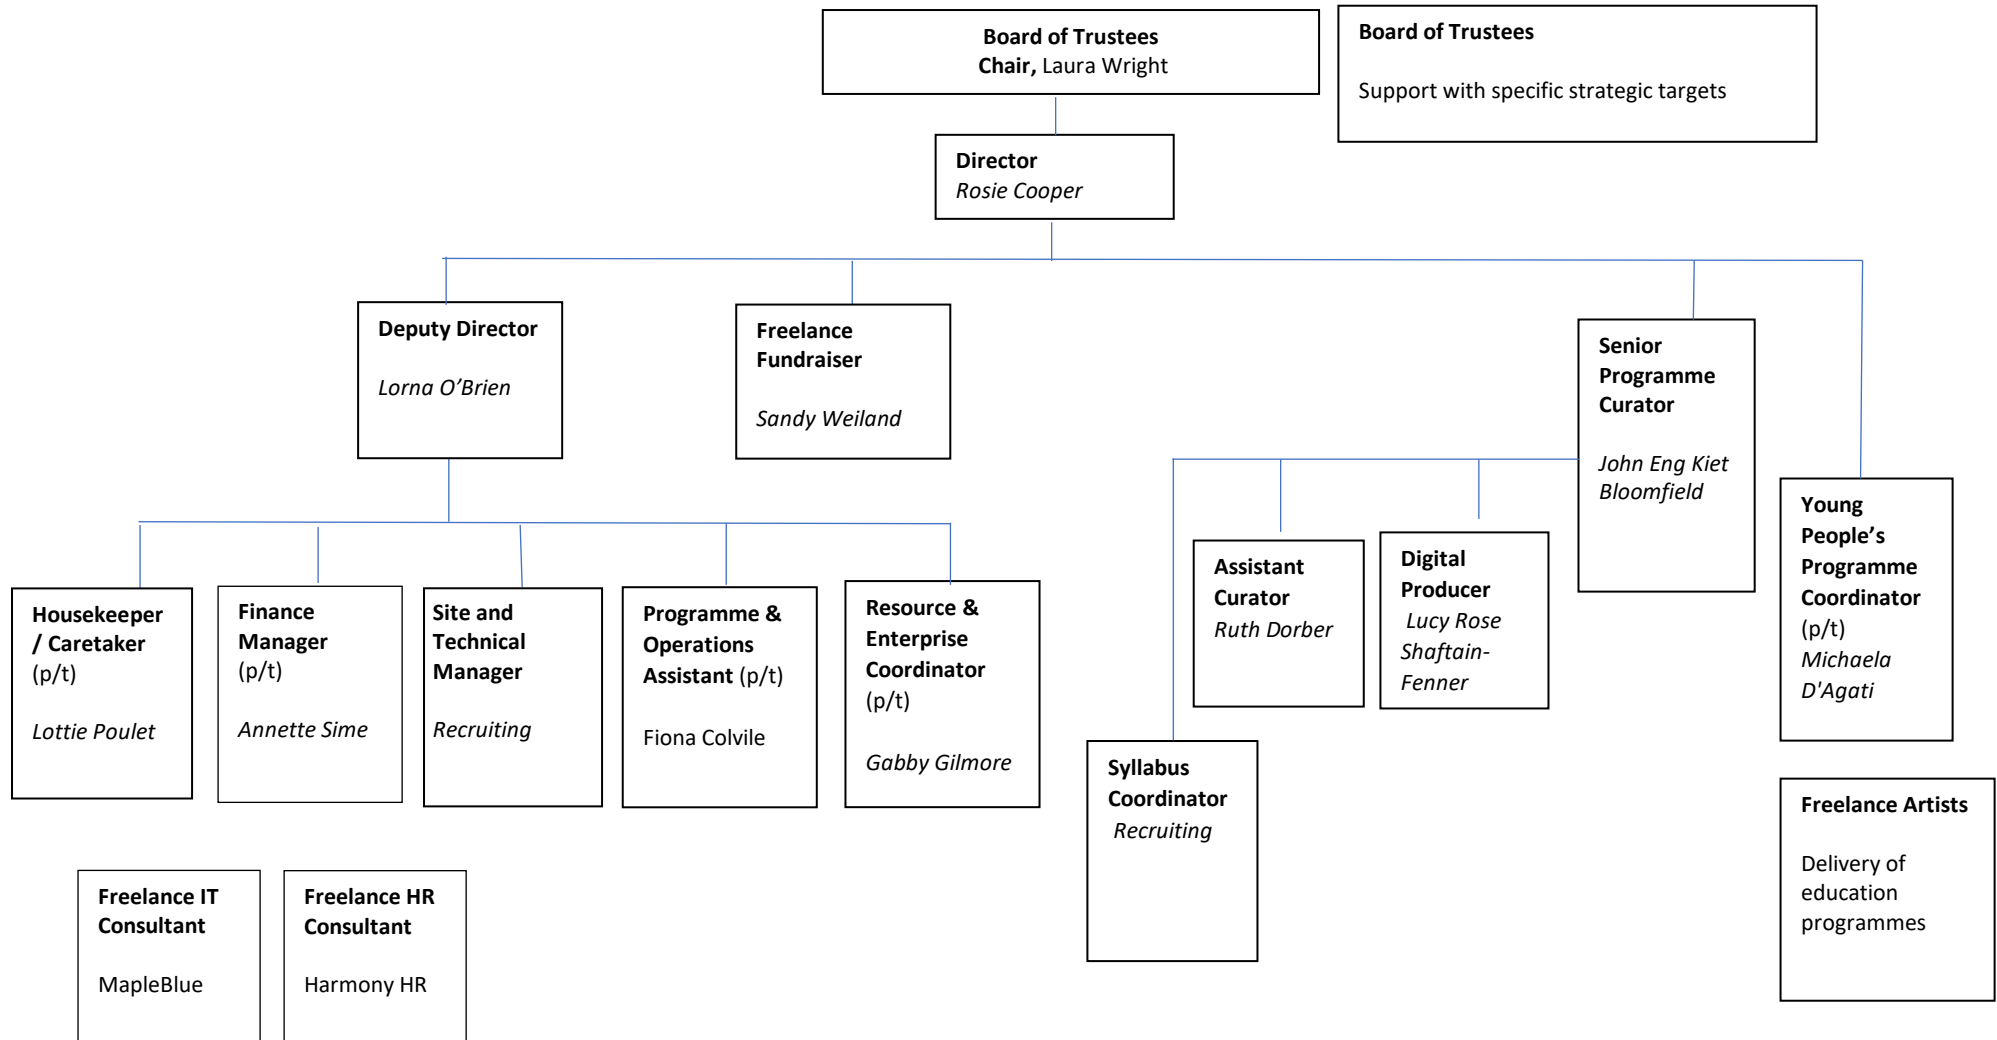 Board of Trustees
Chair, Laura Wright
Board of Trustees
Support with specific strategic targets
Director
Rosie Cooper
Deputy Director
Lorna O’Brien
Freelance
Fundraiser
Sandy Weiland
Senior
Programme
Curator
John Eng Kiet
Bloomfield
Young
People’s
Programme
Coordinator
(p/t)
Michaela
D'Agati
Assistant
Curator
Ruth Dorber
Digital
Producer
Lucy Rose
Shaftain-
Fenner
Housekeeper
/ Caretaker
(p/t)
Lottie Poulet
Finance
Manager
(p/t)
Annette Sime
Site and
Technical
Manager
Recruiting
Programme &
Operations
Assistant (p/t)
Fiona Colvile
Resource &
Enterprise
Coordinator
(p/t)
Gabby Gilmore
Syllabus
Coordinator
Recruiting
Freelance Artists
Delivery of
education
programmes
Freelance IT
Consultant
MapleBlue
Freelance HR
Consultant
Harmony HR